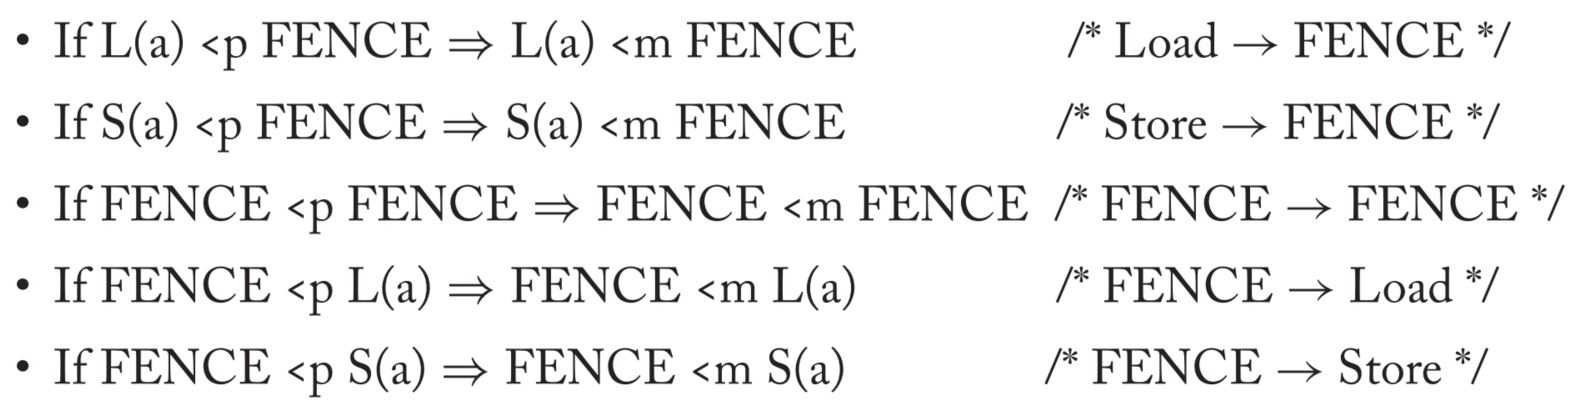 • If L(a) <p FENCE ⇒ L(a) <m FENCE /* Load → FENCE */
• If S(a) <p FENCE ⇒ S(a) <m FENCE /* Store → FENCE */
• If FENCE <p FENCE ⇒ FENCE <m FENCE /* FENCE → FENCE */
• If FENCE <p L(a) ⇒ FENCE <m L(a) /* FENCE → Load */
• If FENCE <p S(a) ⇒ FENCE <m S(a) /* FENCE → Store */